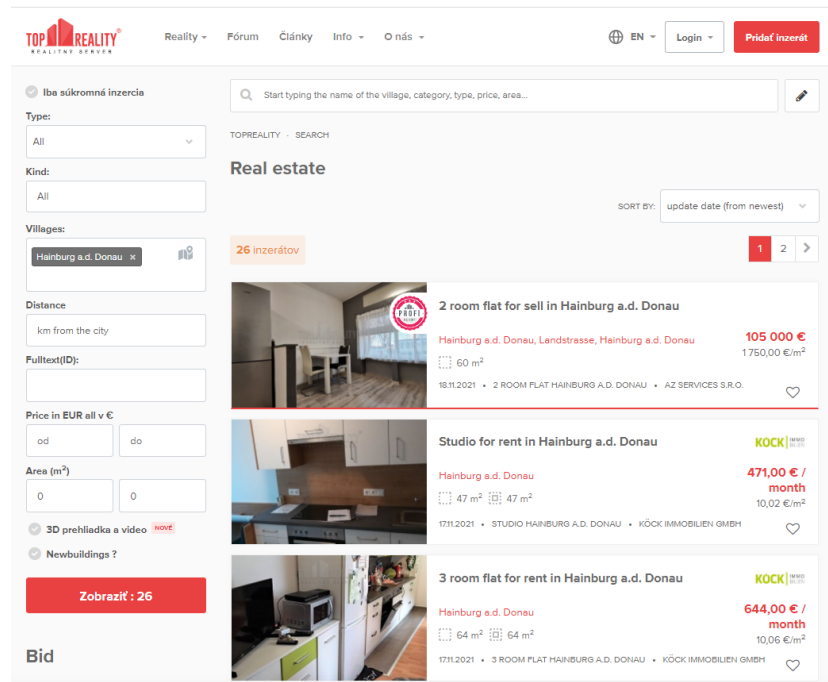 TOP REALITY®
REALITNÝ SERVER
Reality
Fórum
Články
Info
O nás
EN
Login
Pridať inzerát
Iba súkromná inzercia
Type:
All
Kind:
All
Villages:
Hainburg a.d. Donau ×
Distance
km from the city
Fulltext(ID):
Price in EUR all v €
od
do
Area (m²)
0
0
3D prehliadka a video NOVÉ
Newbuildings ?
Zobraziť : 26
Bid
Start typing the name of the village, category, type, price, area...
TOPREALITY · SEARCH
Real estate
SORT BY: update date (from newest)
26 inzerátov
1 2 >
PROFI
2 room flat for sell in Hainburg a.d. Donau
Hainburg a.d. Donau, Landstrasse, Hainburg a.d. Donau
105 000 €
1 750,00 €/m²
60 m²
18.11.2021 • 2 ROOM FLAT HAINBURG A.D. DONAU • AZ SERVICES S.R.O.
Studio for rent in Hainburg a.d. Donau
KÖCK IMMOBILIEN
Hainburg a.d. Donau
471,00 € / month
47 m² 47 m²
10,02 €/m²
17.11.2021 • STUDIO HAINBURG A.D. DONAU • KÖCK IMMOBILIEN GMBH
3 room flat for rent in Hainburg a.d. Donau
KÖCK IMMOBILIEN
Hainburg a.d. Donau
644,00 € / month
64 m² 64 m²
10,06 €/m²
17.11.2021 • 3 ROOM FLAT HAINBURG A.D. DONAU • KÖCK IMMOBILIEN GMBH